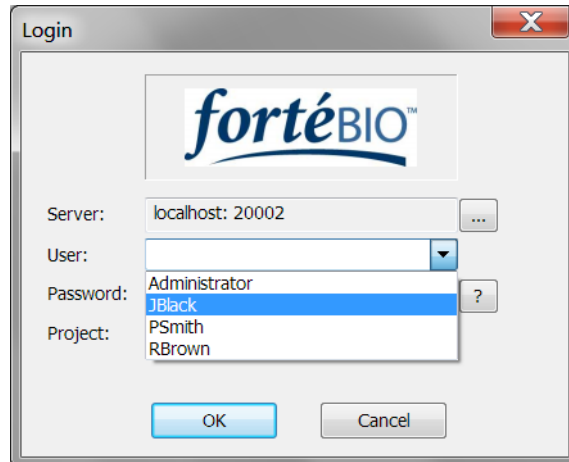 Login
X
fortéBIO™
Server: localhost: 20002 ...
User:
Administrator
Password: JBlack ?
PSmith
Project:
RBrown
OK Cancel